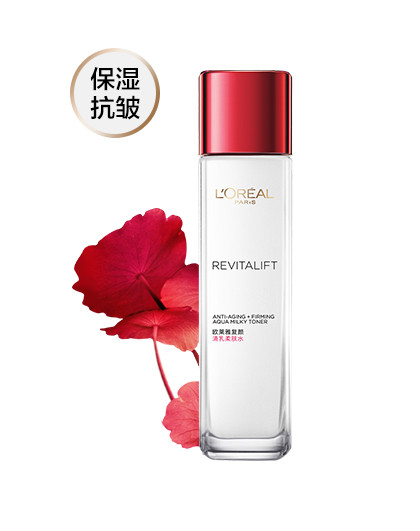 保湿
抗皱
L'ORÉAL
PARIS
REVITALIFT
ANTI-AGING + FIRMING
AQUA MILKY TONER
欧莱雅复颜
清乳柔肤水